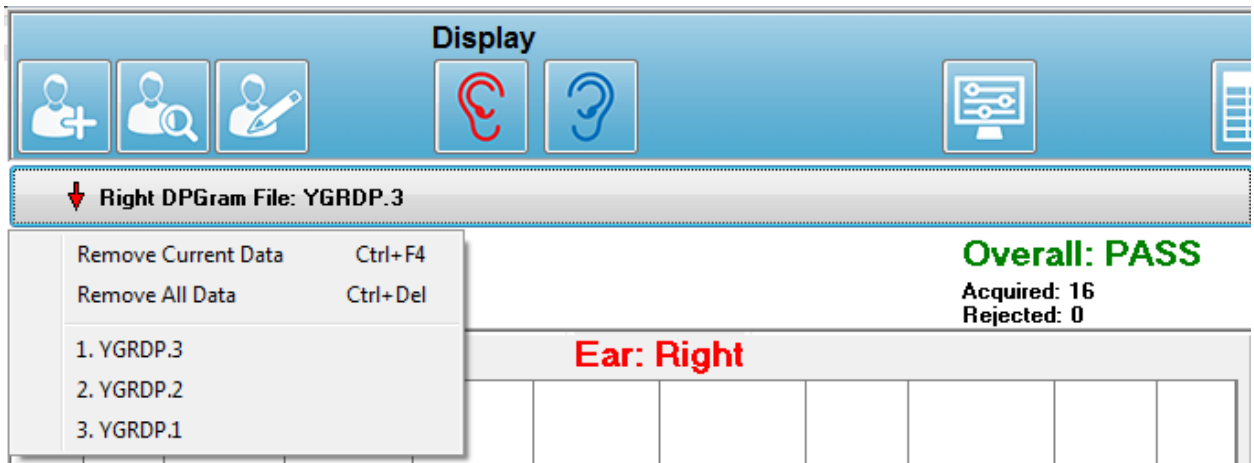 Display
Right DPGram File: YGRDP.3
Remove Current Data Ctrl+F4
Remove All Data Ctrl+Del
1. YGRDP.3
2. YGRDP.2
3. YGRDP.1
Overall: PASS
Acquired: 16
Rejected: 0
Ear: Right